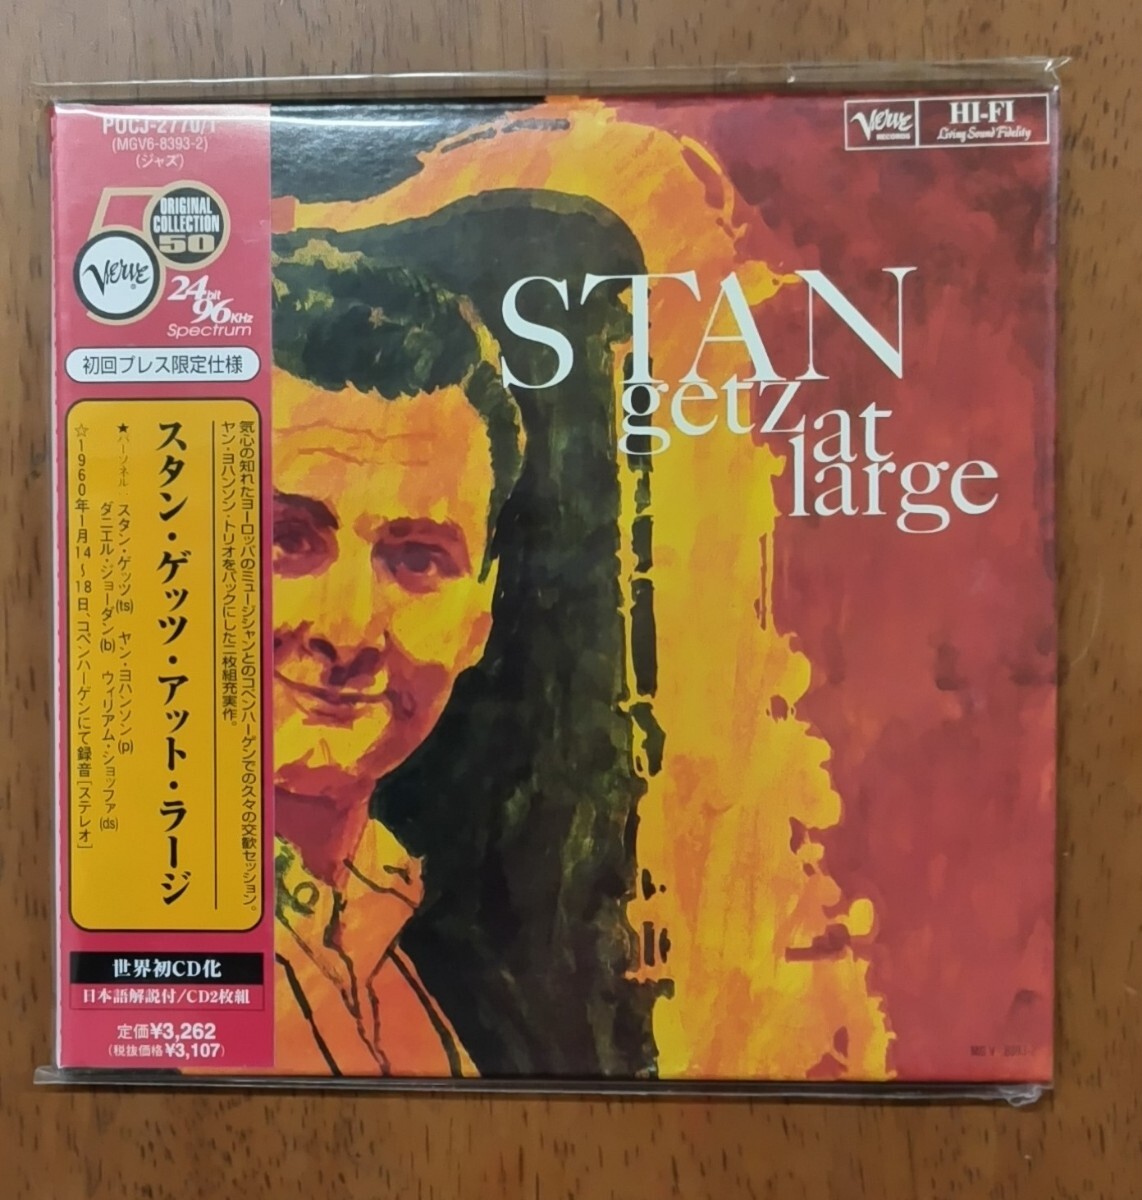 POCJ-2770/1
(MGV6-8393-2)
(ジャズ)
50
ORIGINAL
COLLECTION
50
Verve
24bit
96KHz
Spectrum
初回プレス限定仕様
気心の知れたヨーロッパのミュージシャンとのコペンハーゲンでの久々の交歓セッション。
ヤン・ヨハンソン・トリオをバックにした二枚組充実作。
スタン・ゲッツ・アット・ラージ
★パーソネル: スタン・ゲッツ(ts) ヤン・ヨハンソン(p)
ダニエル・ジョーダン(b) ウィリアム・ショッファ(ds)
☆1960年1月14~18日、コペンハーゲンにて録音[ステレオ]
世界初CD化
日本語解説付/CD2枚組
定価¥3,262
(税抜価格¥3,107)
Verve
RECORDS
HI-FI
Living Sound Fidelity
STAN
getz at
large
MG V-8393